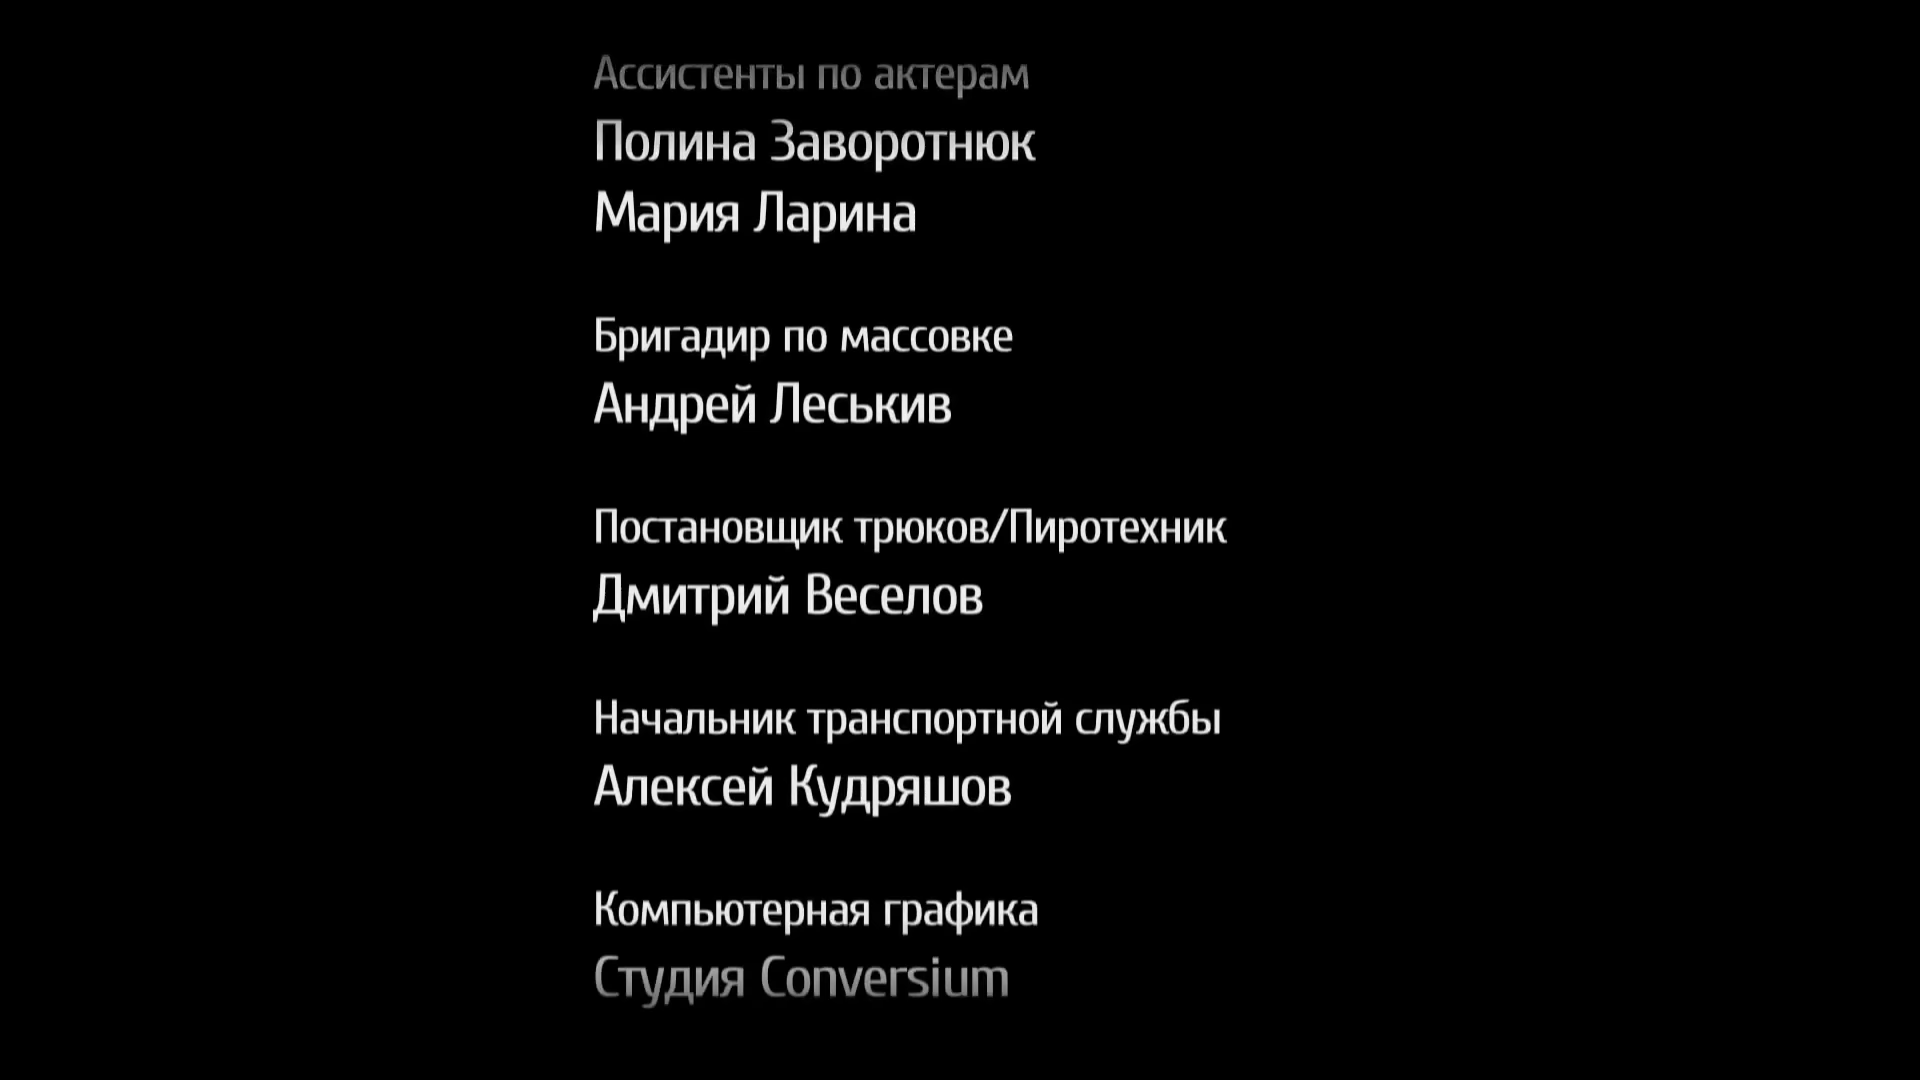 Ассистенты по актерам
Полина Заворотнюк
Мария Ларина
Бригадир по массовке
Андрей Леськив
Постановщик трюков/Пиротехник
Дмитрий Веселов
Начальник транспортной службы
Алексей Кудряшов
Компьютерная графика
Студия Conversium